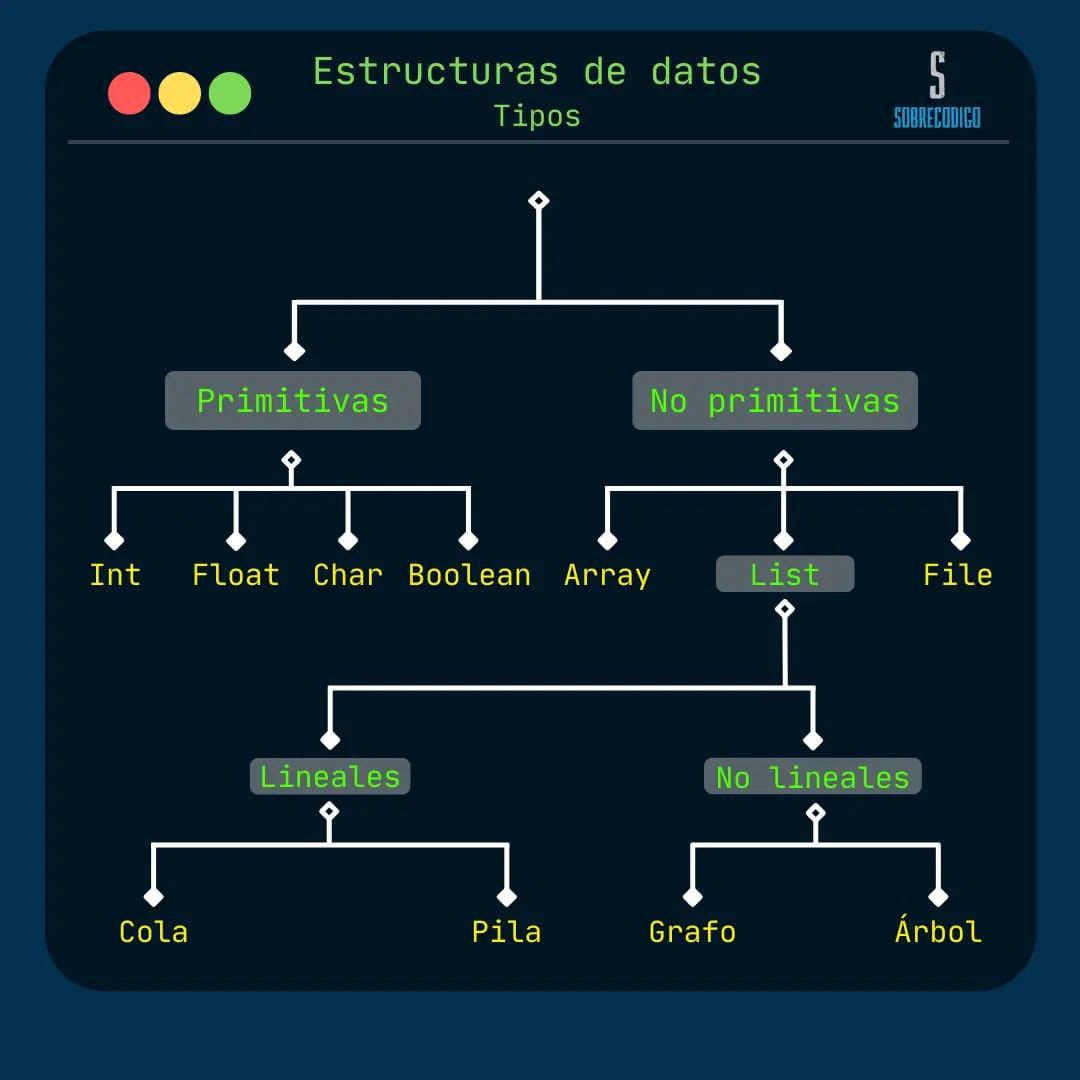 Estructuras de datos
Tipos
S
SOBRECODIGO
Primitivas
No primitivas
Int
Float
Char
Boolean
Array
List
File
Lineales
No lineales
Cola
Pila
Grafo
Árbol